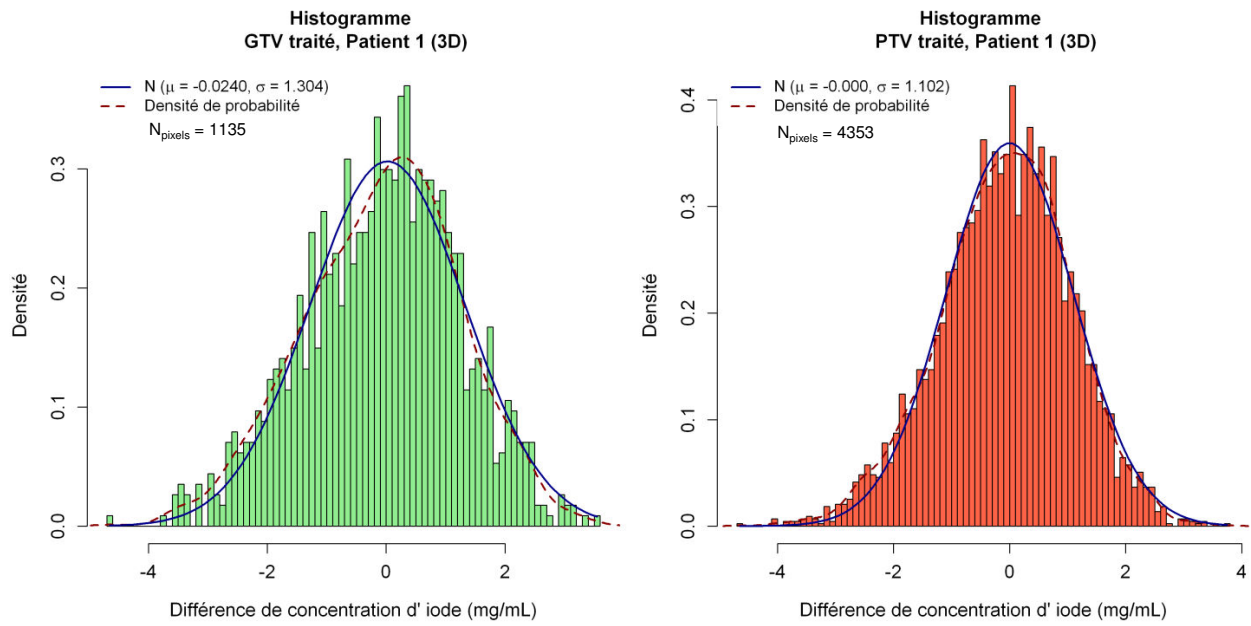 Histogramme
GTV traité, Patient 1 (3D)
N (μ = -0.0240, σ = 1.304)
Densité de probabilité
Npixels = 1135
Densité
0.0
0.1
0.2
0.3
-4
-2
0
2
Différence de concentration d' iode (mg/mL)
Histogramme
PTV traité, Patient 1 (3D)
N (μ = -0.000, σ = 1.102)
Densité de probabilité
Npixels = 4353
Densité
0.0
0.1
0.2
0.3
0.4
-4
-2
0
2
4
Différence de concentration d' iode (mg/mL)